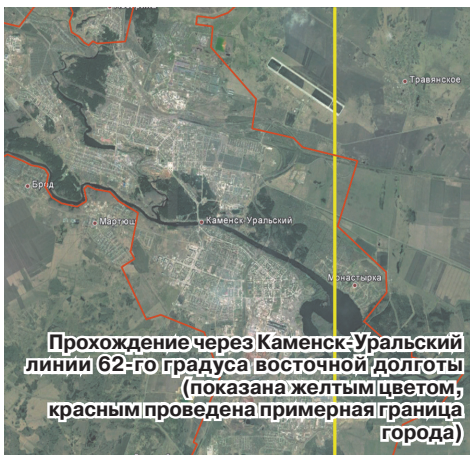 Травянское
Брод
Мартюш
Каменск-Уральский
Монастырка
Прохождение через Каменск-Уральский
линии 62-го градуса восточной долготы
(показана желтым цветом,
красным проведена примерная граница
города)